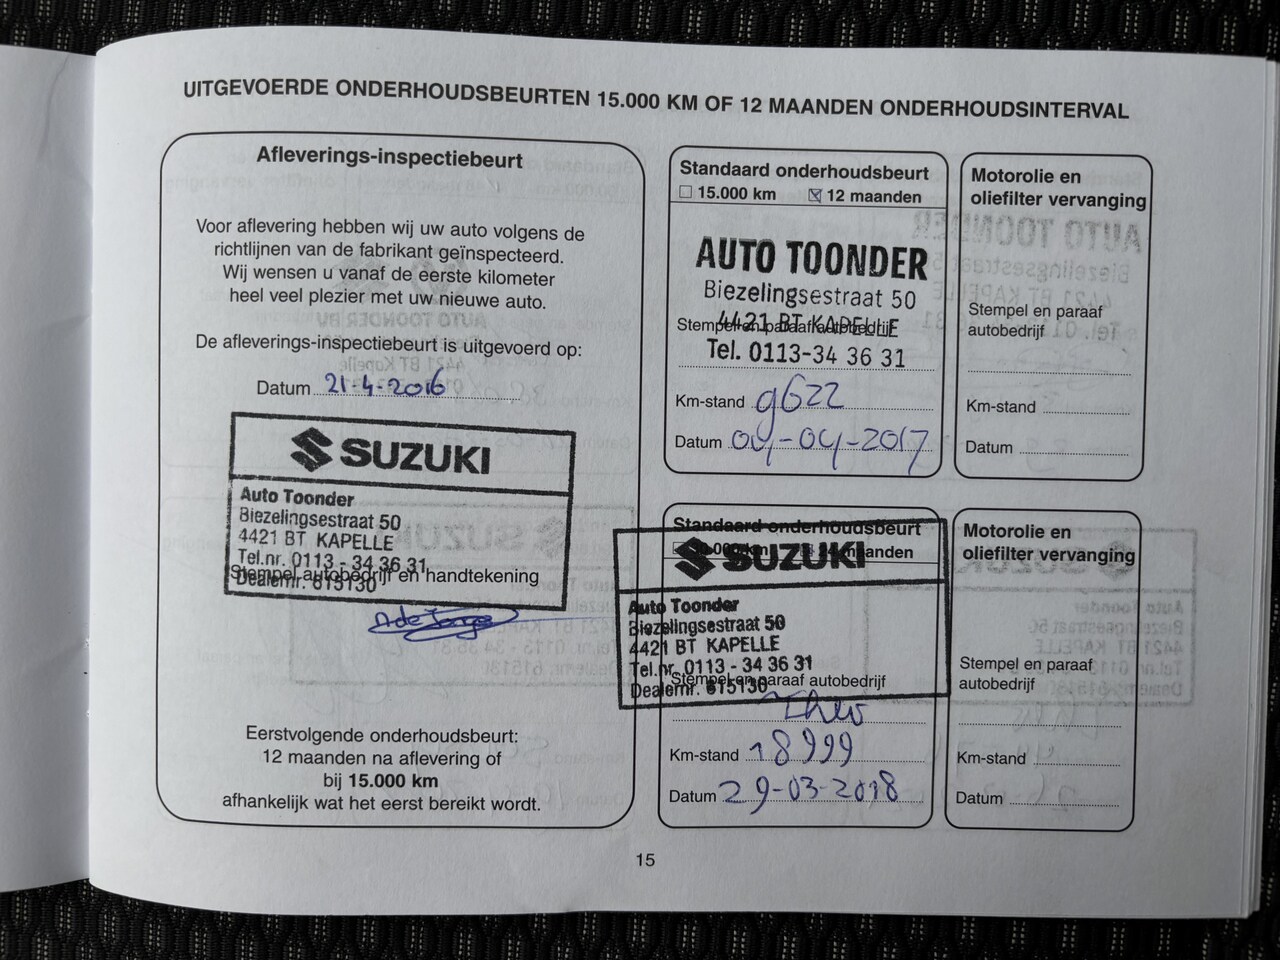 UITGEVOERDE ONDERHOUDSBEURTEN 15.000 KM OF 12 MAANDEN ONDERHOUDSINTERVAL
Afleverings-inspectiebeurt
Voor aflevering hebben wij uw auto volgens de
richtlijnen van de fabrikant geïnspecteerd.
Wij wensen u vanaf de eerste kilometer
heel veel plezier met uw nieuwe auto.
De afleverings-inspectiebeurt is uitgevoerd op:
Datum 21-4-2016
SUZUKI
Auto Toonder
Biezelingsestraat 50
4421 BT KAPELLE
Tel.nr. 0113 - 34 36 31
Dealernr. 615130
Stempel autobedrijf en handtekening
Eerstvolgende onderhoudsbeurt:
12 maanden na aflevering of
bij 15.000 km
afhankelijk wat het eerst bereikt wordt.
Standaard onderhoudsbeurt
15.000 km 12 maanden
AUTO TOONDER
Biezelingsestraat 50
4421 BT KAPELLE
Stempel en paraaf autobedrijf
Tel. 0113-34 36 31
Km-stand 9622
Datum 04-04-2017
Motorolie en
oliefilter vervanging
Stempel en paraaf
autobedrijf
Km-stand
Datum
Standaard onderhoudsbeurt
24 maanden
SUZUKI
Auto Toonder
Biezelingsestraat 50
4421 BT KAPELLE
Tel.nr. 0113 - 34 36 31
Dealernr. 615130
Stempel en paraaf autobedrijf
Theo
Km-stand 18999
Datum 29-03-2018
Motorolie en
oliefilter vervanging
Stempel en paraaf
autobedrijf
Km-stand
Datum
15